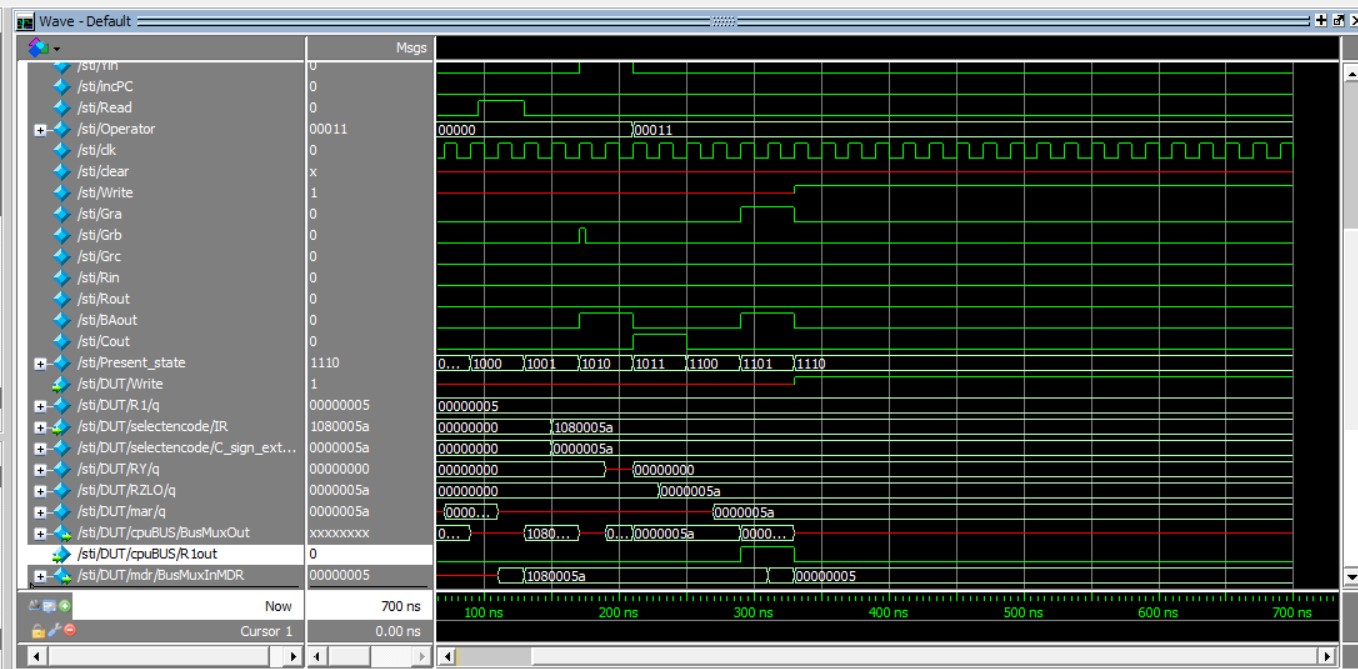 Wave - Default
Msgs
/sti/Yin 0
/sti/incPC 0
/sti/Read 0
/sti/Operator 00011 00000 00011
/sti/clk 0
/sti/clear x
/sti/Write 1
/sti/Gra 0
/sti/Grb 0
/sti/Grc 0
/sti/Rin 0
/sti/Rout 0
/sti/BAout 0
/sti/Cout 0
/sti/Present_state 1110 0... 1000 1001 1010 1011 1100 1101 1110
/sti/DUT/Write 1
/sti/DUT/R1/q 00000005 00000005
/sti/DUT/selectencode/IR 1080005a 00000000 1080005a
/sti/DUT/selectencode/C_sign_ext... 0000005a 00000000 0000005a
/sti/DUT/RY/q 00000000 00000000 00000000
/sti/DUT/RZLO/q 0000005a 00000000 0000005a
/sti/DUT/mar/q 0000005a 0000... 0000005a
/sti/DUT/cpuBUS/BusMuxOut xxxxxxxx 0... 1080... 0... 0000005a 0000...
/sti/DUT/cpuBUS/R1out 0
/sti/DUT/mdr/BusMuxInMDR 00000005 1080005a 00000005
Now 700 ns 100 ns 200 ns 300 ns 400 ns 500 ns 600 ns 700 ns
Cursor 1 0.00 ns